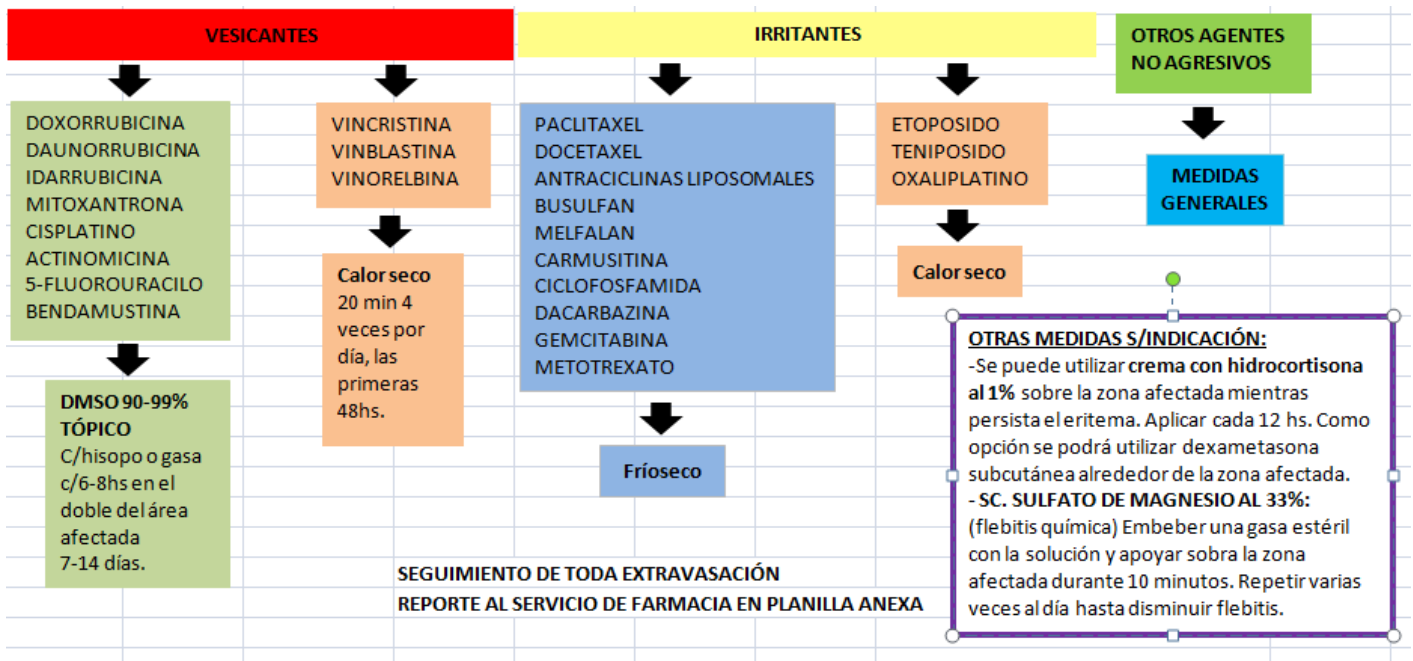 VESICANTES
DOXORRUBICINA
DAUNORRUBICINA
IDARRUBICINA
MITOXANTRONA
CISPLATINO
ACTINOMICINA
5-FLUOROURACILO
BENDAMUSTINA
DMSO 90-99%
TÓPICO
C/hisopo o gasa
c/6-8hs en el
doble del área
afectada
7-14 días.
VINCRISTINA
VINBLASTINA
VINORELBINA
Calor seco
20 min 4
veces por
día, las
primeras
48hs.
IRRITANTES
PACLITAXEL
DOCETAXEL
ANTRACICLINAS LIPOSOMALES
BUSULFAN
MELFALAN
CARMUSITINA
CICLOFOSFAMIDA
DACARBAZINA
GEMCITABINA
METOTREXATO
Frío seco
ETOPOSIDO
TENIPOSIDO
OXALIPLATINO
Calor seco
OTROS AGENTES
NO AGRESIVOS
MEDIDAS
GENERALES
OTRAS MEDIDAS S/INDICACIÓN:
-Se puede utilizar crema con hidrocortisona
al 1% sobre la zona afectada mientras
persista el eritema. Aplicar cada 12 hs. Como
opción se podrá utilizar dexametasona
subcutánea alrededor de la zona afectada.
- SC. SULFATO DE MAGNESIO AL 33%:
(flebitis química) Embeber una gasa estéril
con la solución y apoyar sobra la zona
afectada durante 10 minutos. Repetir varias
veces al día hasta disminuir flebitis.
SEGUIMIENTO DE TODA EXTRAVASACIÓN
REPORTE AL SERVICIO DE FARMACIA EN PLANILLA ANEXA